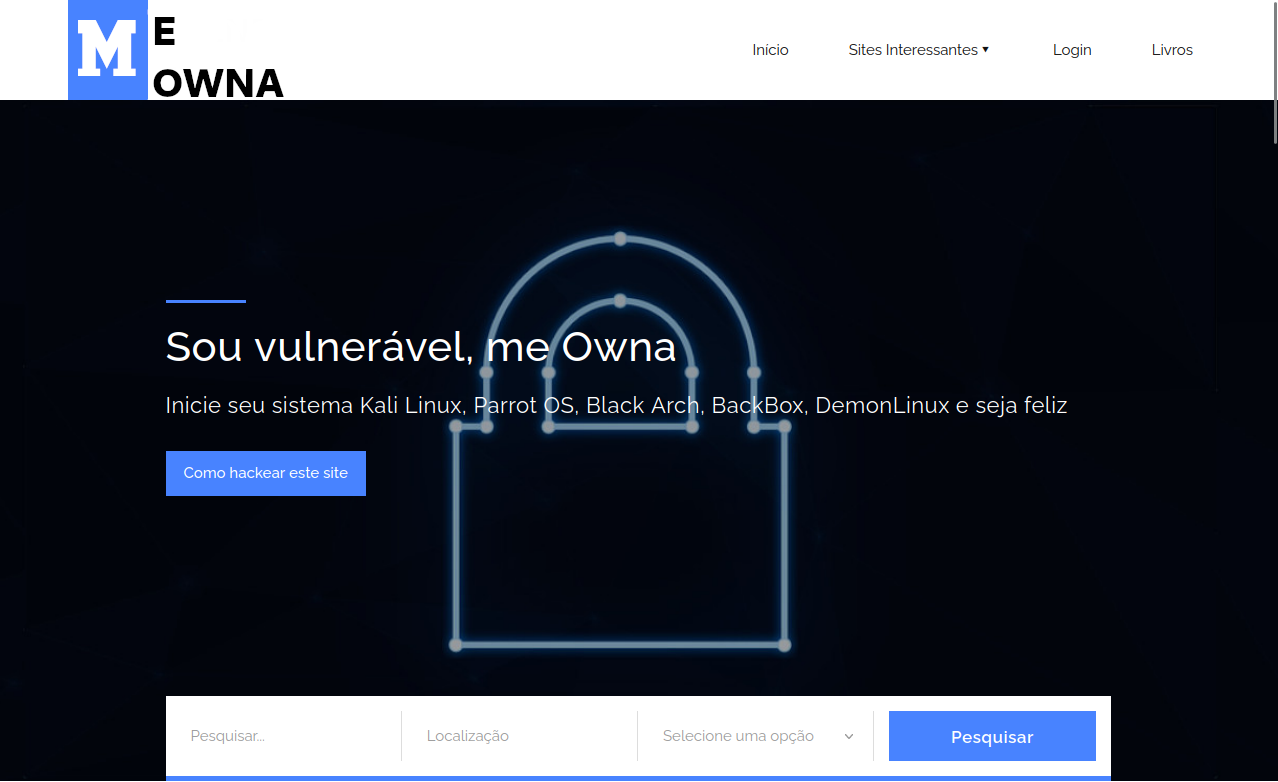 M E
OWNA
Início
Sites Interessantes ▾
Login
Livros
Sou vulnerável, me Owna
Inicie seu sistema Kali Linux, Parrot OS, Black Arch, BackBox, DemonLinux e seja feliz
Como hackear este site
Pesquisar...
Localização
Selecione uma opção
Pesquisar